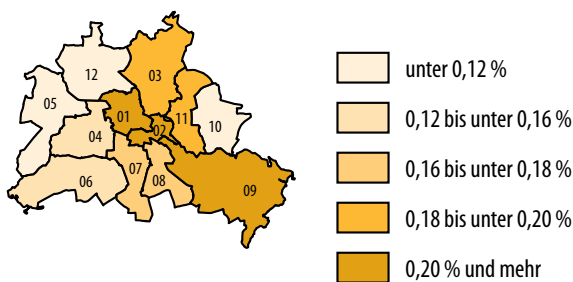 12
03
05
01
02
11
10
04
06
07
08
09
unter 0,12 %
0,12 bis unter 0,16 %
0,16 bis unter 0,18 %
0,18 bis unter 0,20 %
0,20 % und mehr